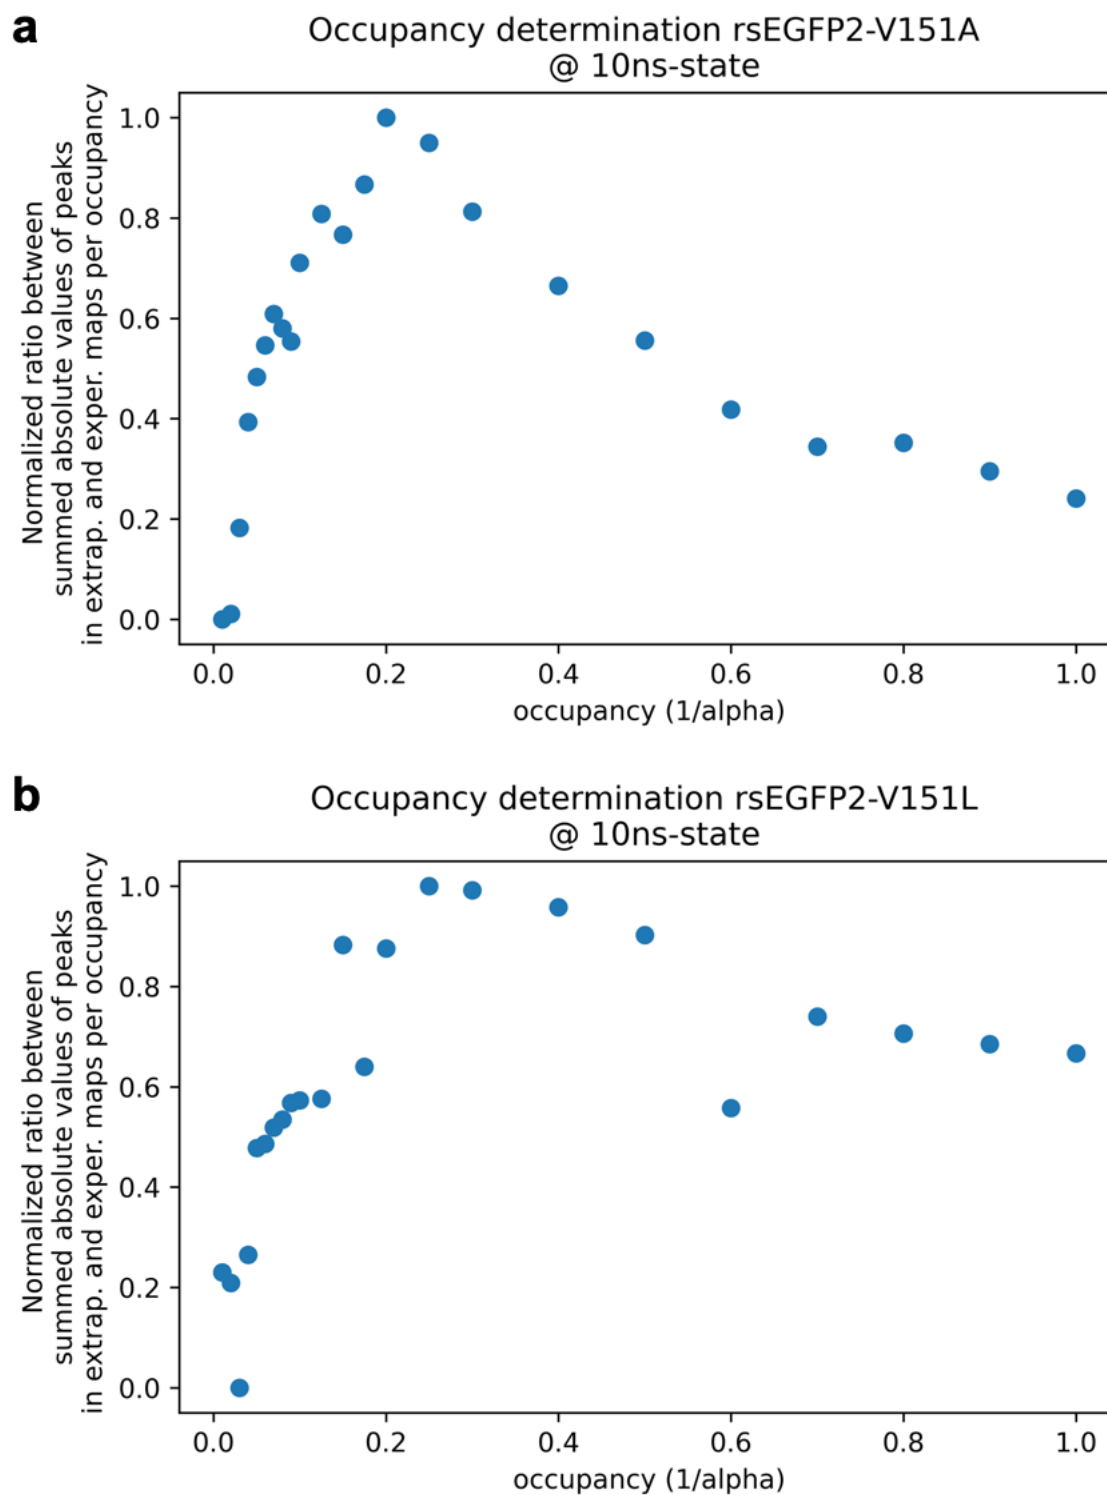 a
Occupancy determination rsEGFP2-V151A
@ 10ns-state
Normalized ratio between
summed absolute values of peaks
in extrap. and exper. maps per occupancy
1.0
0.8
0.6
0.4
0.2
0.0
0.0 0.2 0.4 0.6 0.8 1.0
occupancy (1/alpha)
b
Occupancy determination rsEGFP2-V151L
@ 10ns-state
Normalized ratio between
summed absolute values of peaks
in extrap. and exper. maps per occupancy
1.0
0.8
0.6
0.4
0.2
0.0
0.0 0.2 0.4 0.6 0.8 1.0
occupancy (1/alpha)